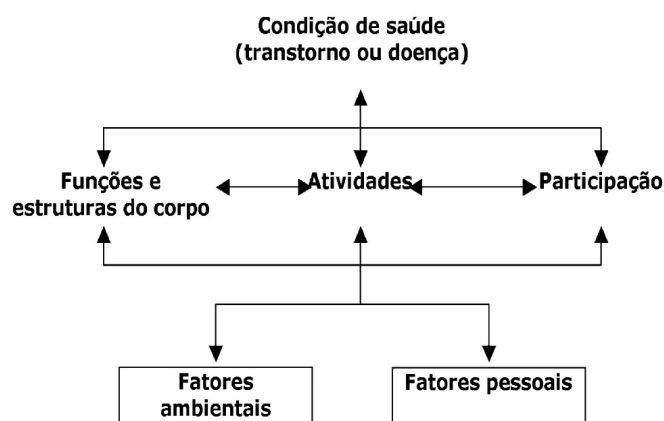 Condição de saúde
(transtorno ou doença)
Funções e
estruturas do corpo
Atividades
Participação
Fatores
ambientais
Fatores pessoais